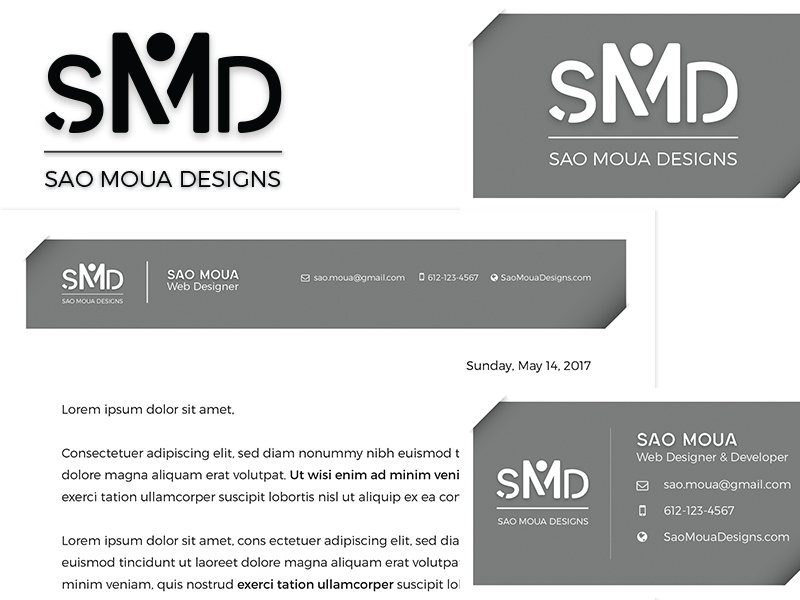 SMD
SAO MOUA DESIGNS
SMD
SAO MOUA DESIGNS
SMD
SAO MOUA DESIGNS
SAO MOUA
Web Designer
sao.moua@gmail.com 612-123-4567 SaoMouaDesigns.com
Sunday, May 14, 2017
Lorem ipsum dolor sit amet,
Consectetuer adipiscing elit, sed diam nonummy nibh euismod t
dolore magna aliquam erat volutpat. Ut wisi enim ad minim veni
exerci tation ullamcorper suscipit lobortis nisl ut aliquip ex ea con
Lorem ipsum dolor sit amet, cons ectetuer adipiscing elit, sed dia
euismod tincidunt ut laoreet dolore magna aliquam erat volutpa
minim veniam, quis nostrud exerci tation ullamcorper suscipit lo
SMD
SAO MOUA DESIGNS
SAO MOUA
Web Designer & Developer
sao.moua@gmail.com
612-123-4567
SaoMouaDesigns.com